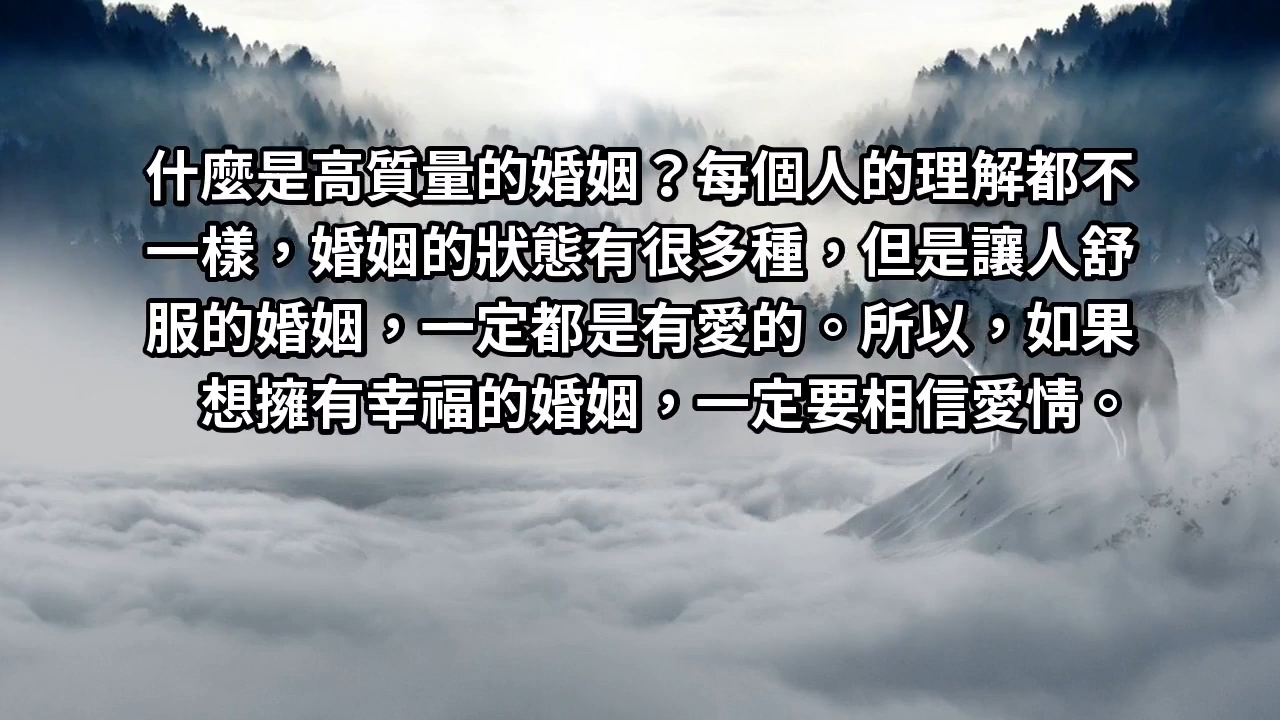 什麼是高質量的婚姻？每個人的理解都不
一樣，婚姻的狀態有很多種，但是讓人舒
服的婚姻，一定都是有愛的。所以，如果
想擁有幸福的婚姻，一定要相信愛情。